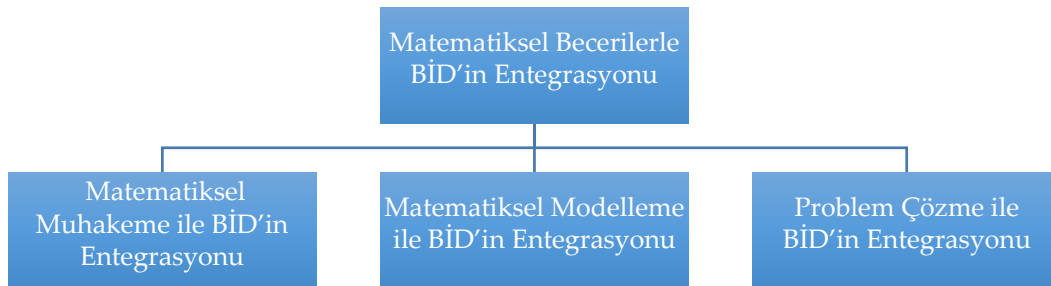 Matematiksel Becerilerle
BİD’in Entegrasyonu
Matematiksel
Muhakeme ile BİD’in
Entegrasyonu
Matematiksel Modelleme
ile BİD’in Entegrasyonu
Problem Çözme ile
BİD’in Entegrasyonu